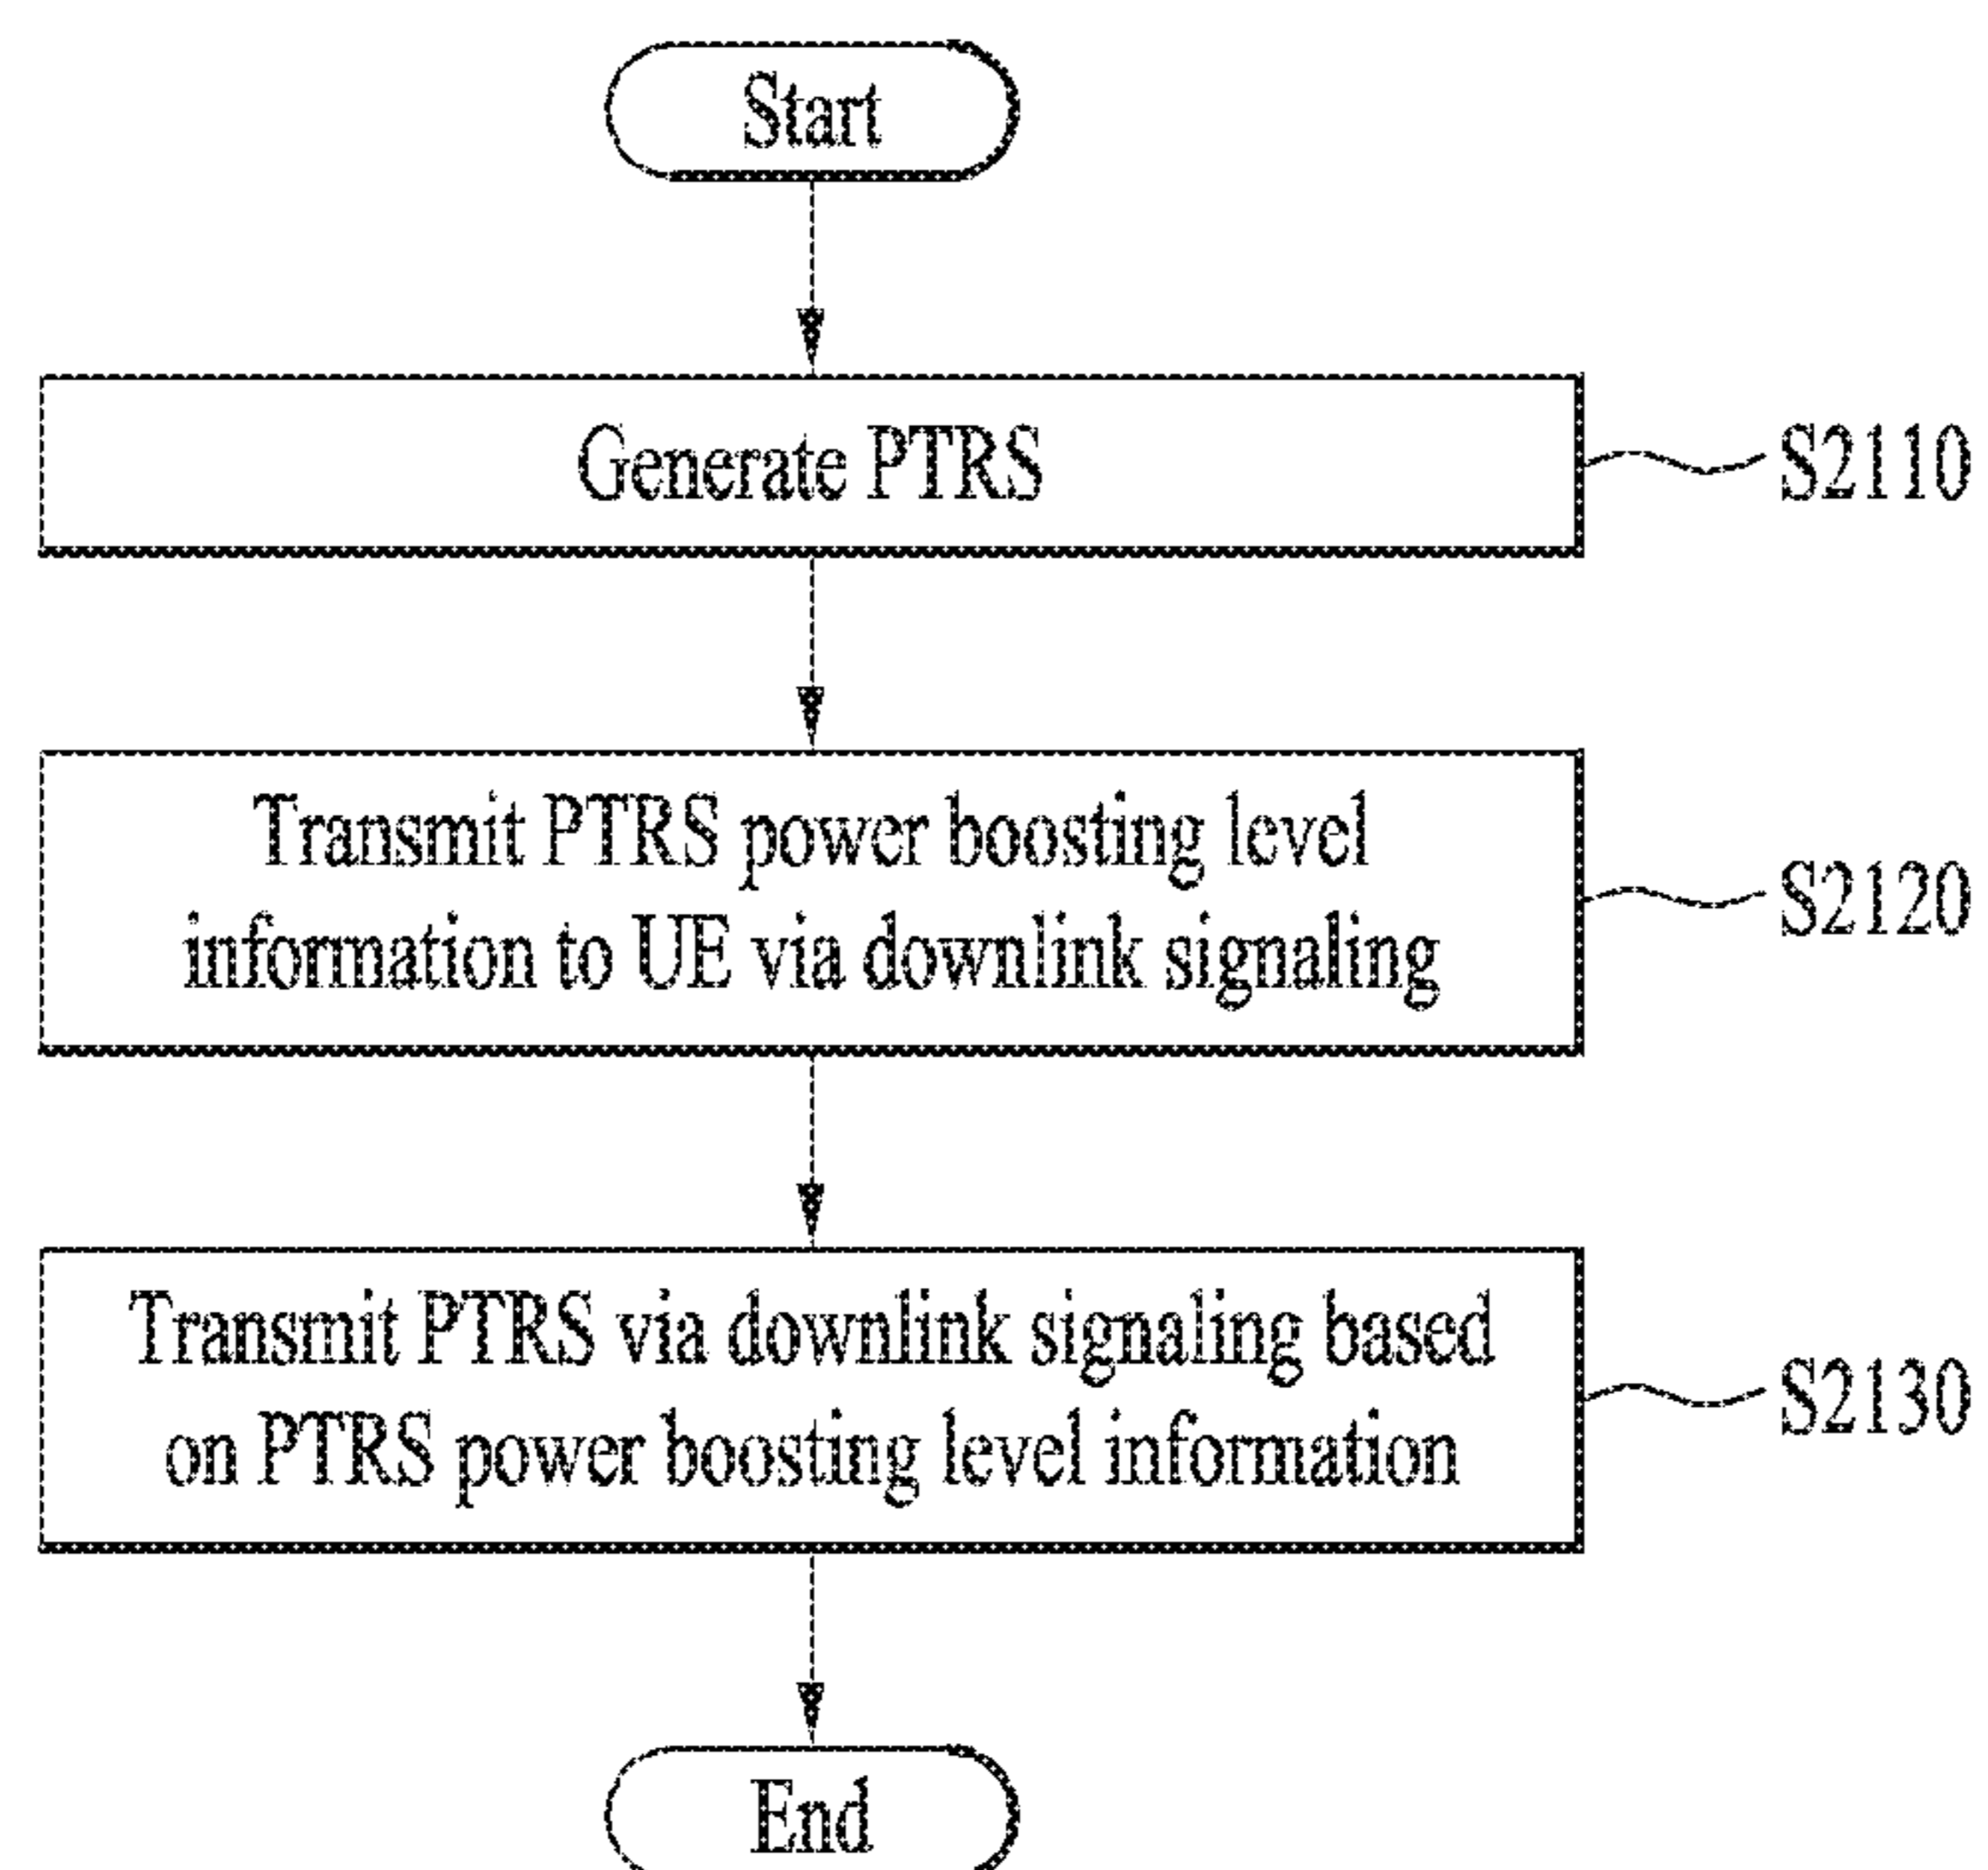 Start
Generate PTRS
S2110
Transmit PTRS power boosting level
information to UE via downlink signaling
S2120
Transmit PTRS via downlink signaling based
on PTRS power boosting level information
S2130
End